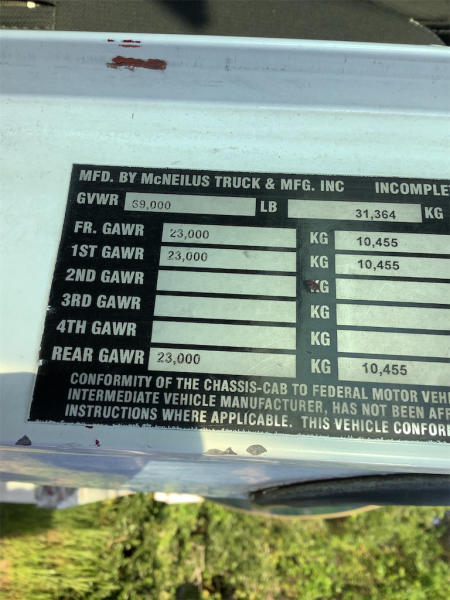 MFD. BY McNEILUS TRUCK & MFG. INC INCOMPLET
GVWR 69,000 LB 31,364 KG
FR. GAWR 23,000 KG 10,455
1ST GAWR 23,000 KG 10,455
2ND GAWR KG
3RD GAWR KG
4TH GAWR KG
REAR GAWR 23,000 KG 10,455
CONFORMITY OF THE CHASSIS-CAB TO FEDERAL MOTOR VEH
INTERMEDIATE VEHICLE MANUFACTURER, HAS NOT BEEN AFF
INSTRUCTIONS WHERE APPLICABLE. THIS VEHICLE CONFOR